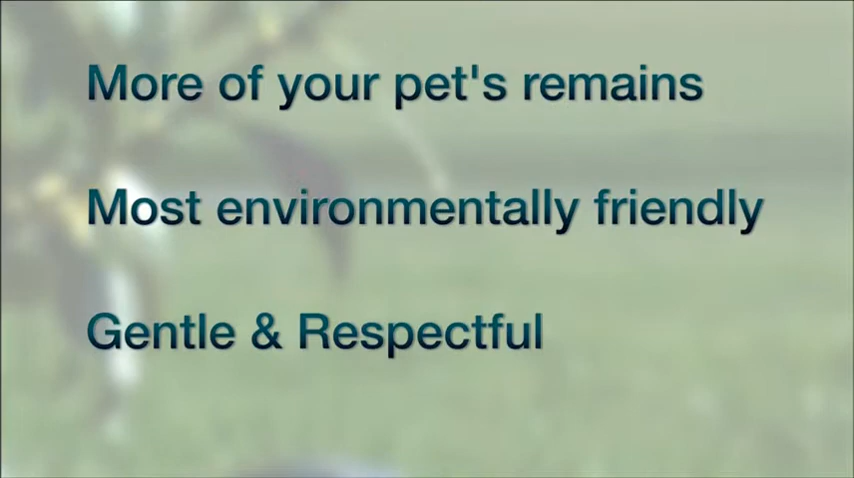 More of your pet's remains
Most environmentally friendly
Gentle & Respectful